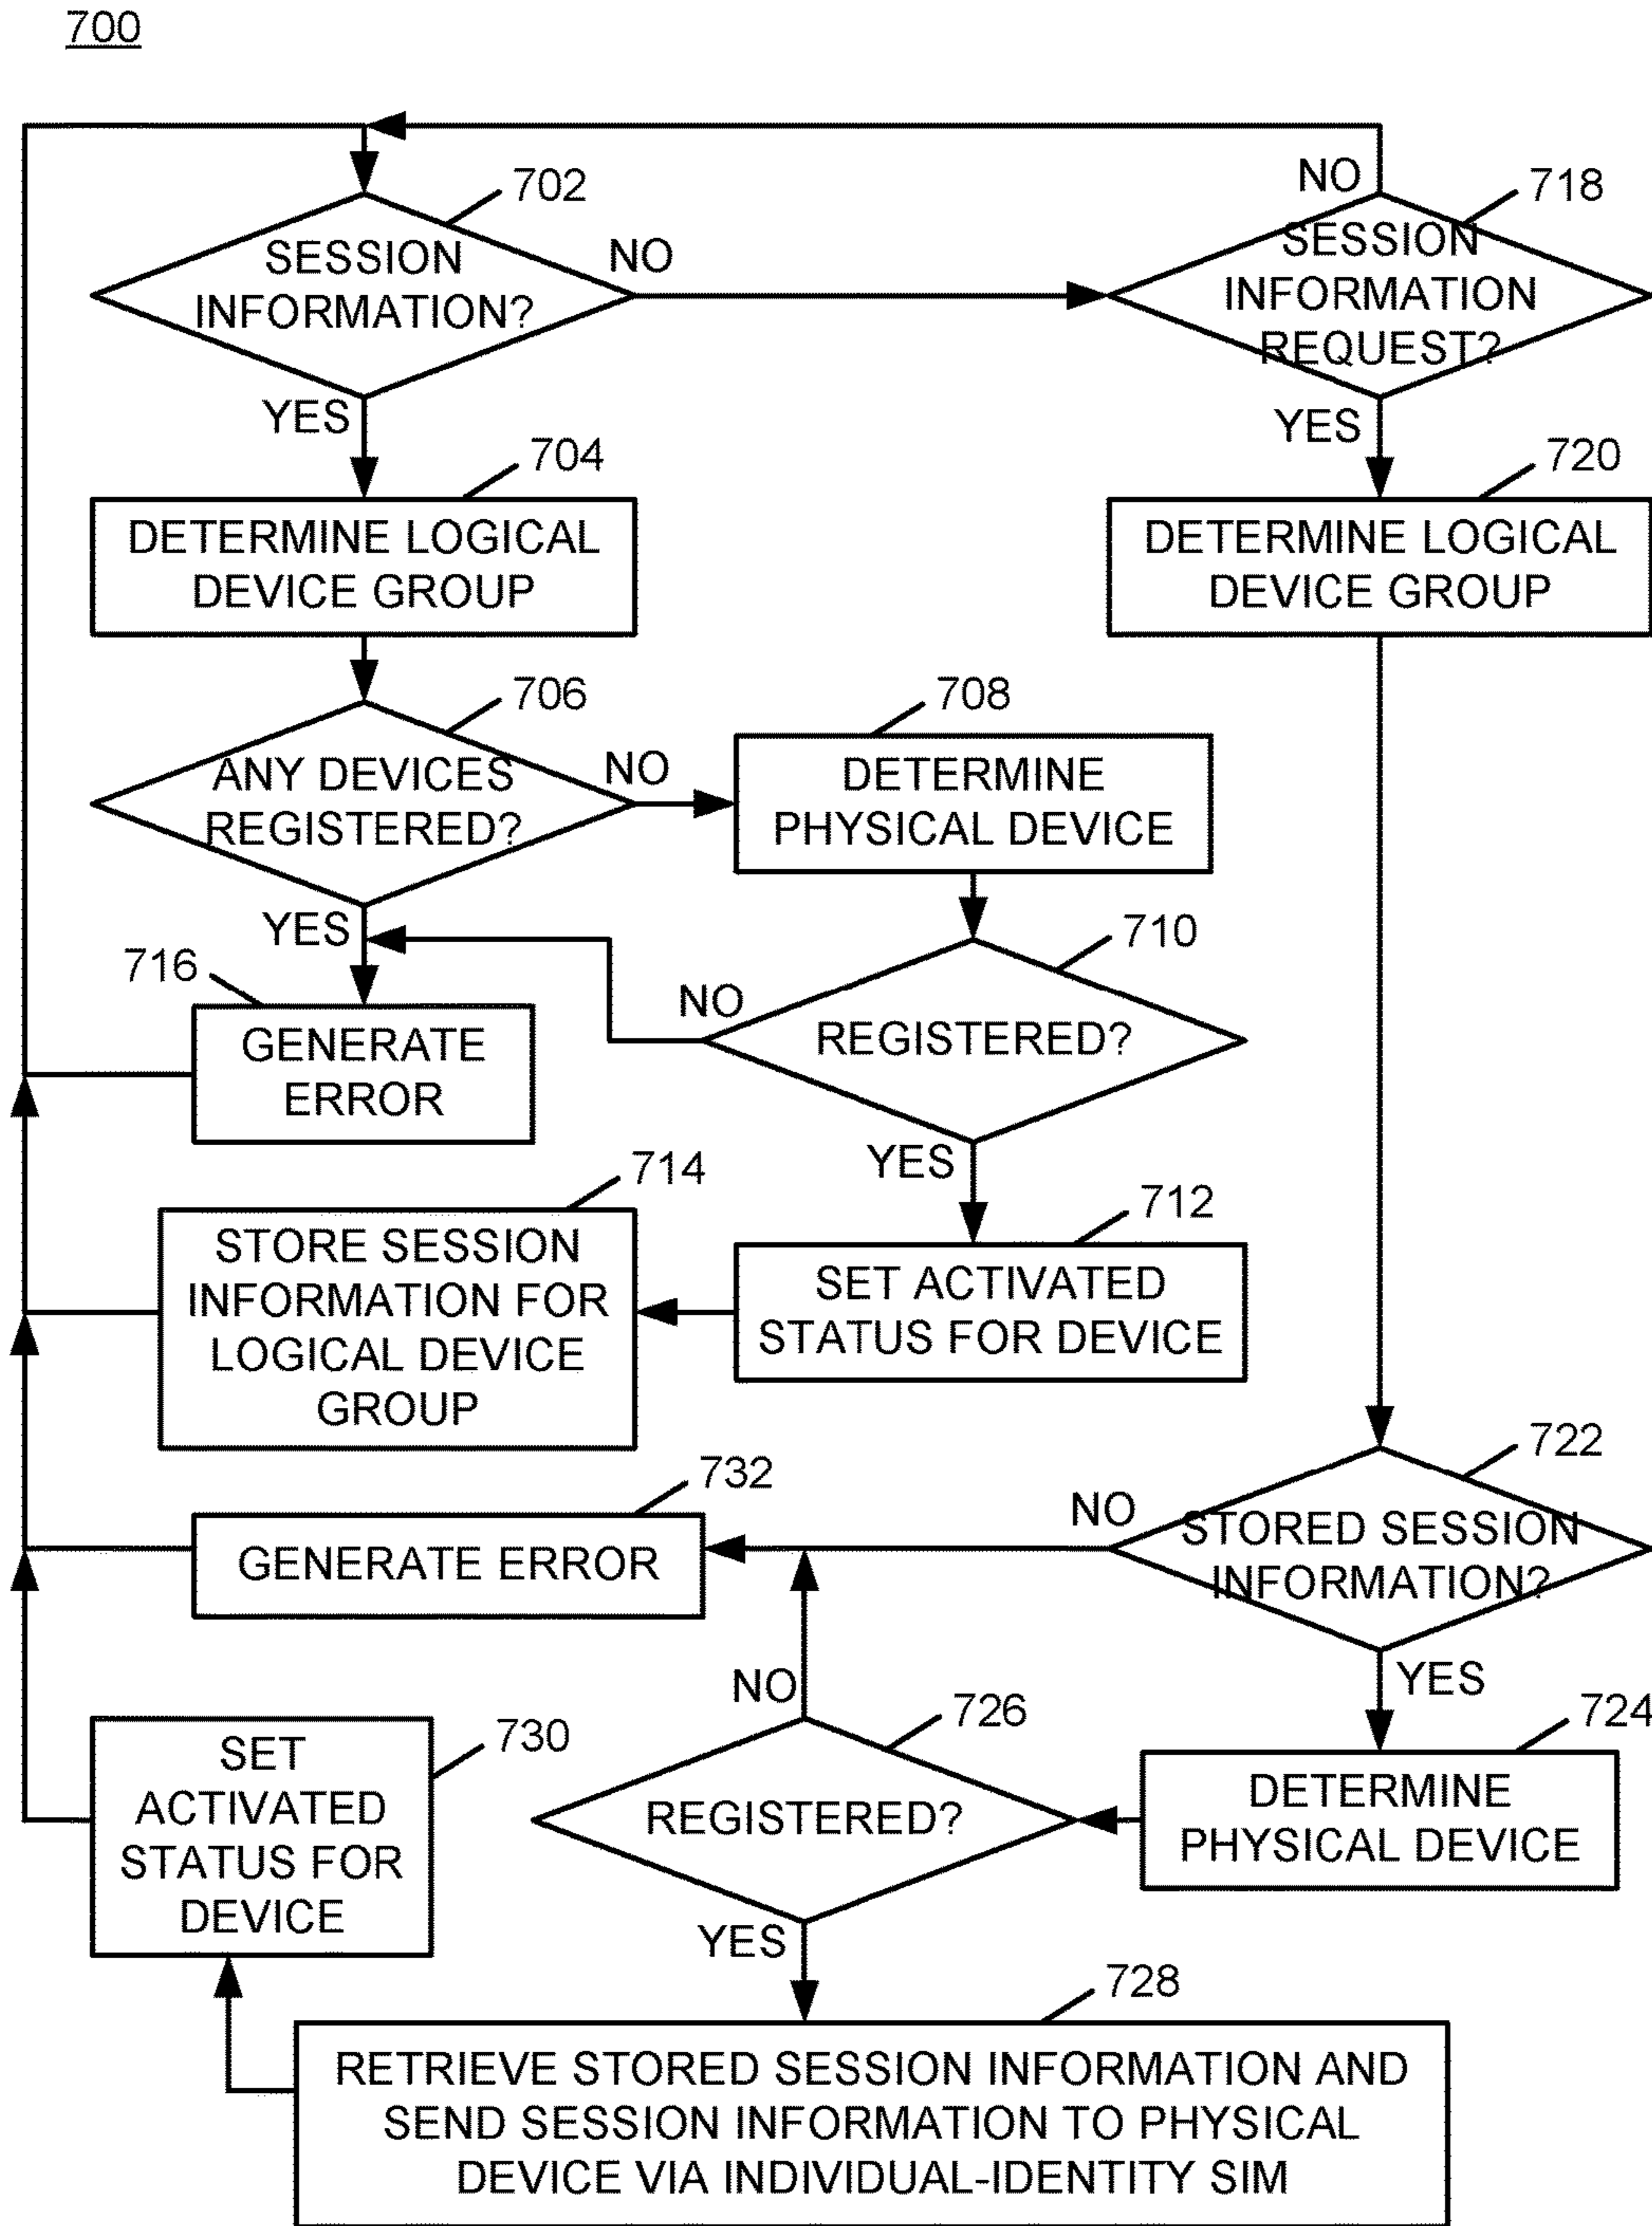 700
702
SESSION
INFORMATION?
NO
YES
NO
718
SESSION
INFORMATION
REQUEST?
YES
704
DETERMINE LOGICAL
DEVICE GROUP
720
DETERMINE LOGICAL
DEVICE GROUP
706
ANY DEVICES
REGISTERED?
NO
YES
708
DETERMINE
PHYSICAL DEVICE
716
GENERATE
ERROR
710
NO
REGISTERED?
YES
714
STORE SESSION
INFORMATION FOR
LOGICAL DEVICE
GROUP
712
SET ACTIVATED
STATUS FOR DEVICE
722
NO
STORED SESSION
INFORMATION?
YES
732
GENERATE ERROR
NO
726
REGISTERED?
YES
724
DETERMINE
PHYSICAL DEVICE
730
SET
ACTIVATED
STATUS FOR
DEVICE
728
RETRIEVE STORED SESSION INFORMATION AND
SEND SESSION INFORMATION TO PHYSICAL
DEVICE VIA INDIVIDUAL-IDENTITY SIM